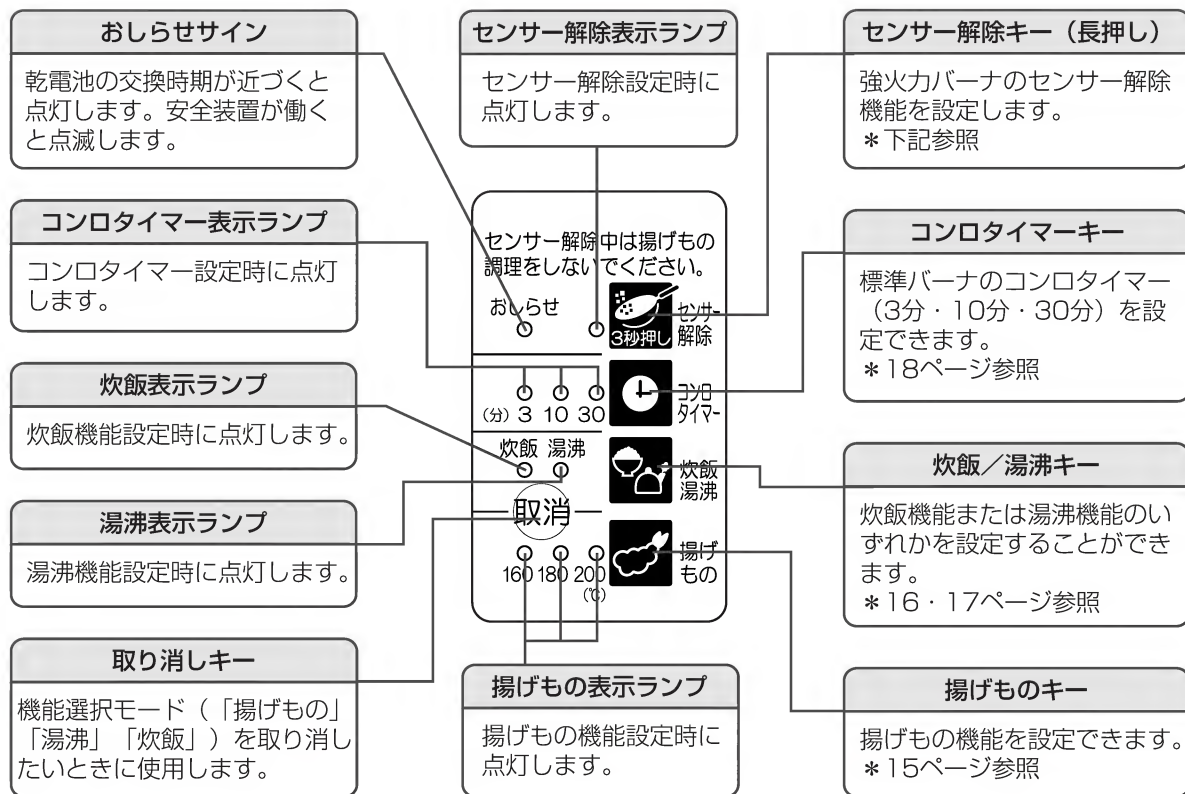 おしらせサイン
乾電池の交換時期が近づくと
点灯します。安全装置が働く
と点滅します。
センサー解除表示ランプ
センサー解除設定時に
点灯します。
センサー解除キー（長押し）
強火力バーナのセンサー解除
機能を設定します。
＊下記参照
コンロタイマー表示ランプ
コンロタイマー設定時に点灯
します。
炊飯表示ランプ
炊飯機能設定時に点灯します。
湯沸表示ランプ
湯沸機能設定時に点灯します。
取り消しキー
機能選択モード（「揚げもの」
「湯沸」「炊飯」）を取り消し
たいときに使用します。
センサー解除中は揚げもの
調理をしないでください。
おしらせ
3秒押し
センサー
解除
(分) 3 10 30
コンロ
タイマー
炊飯 湯沸
炊飯
湯沸
取消
160 180 200
(℃)
揚げ
もの
揚げもの表示ランプ
揚げもの機能設定時に
点灯します。
コンロタイマーキー
標準バーナのコンロタイマー
（3分・10分・30分）を設
定できます。
＊18ページ参照
炊飯／湯沸キー
炊飯機能または湯沸機能のい
ずれかを設定することができ
ます。
＊16・17ページ参照
揚げものキー
揚げもの機能を設定できます。
＊15ページ参照